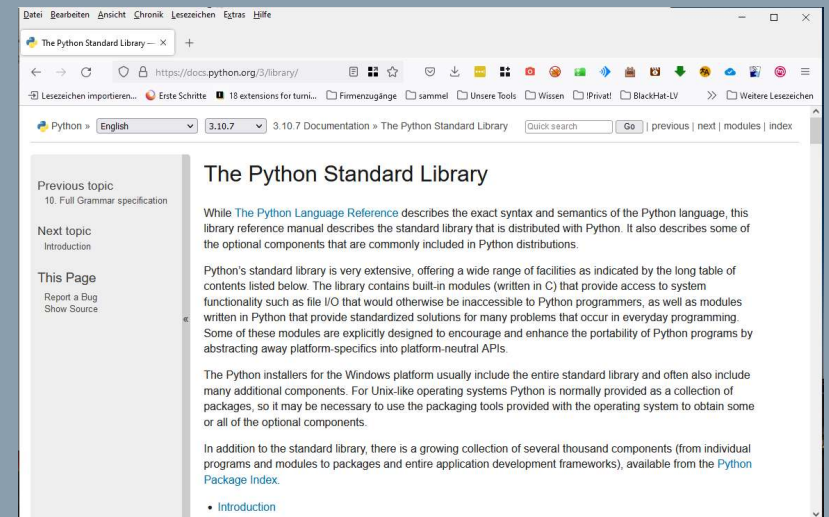 Datei Bearbeiten Ansicht Chronik Lesezeichen Extras Hilfe
The Python Standard Library —
https://docs.python.org/3/library/
Lesezeichen importieren... Erste Schritte 18 extensions for turni... Firmenzugänge sammel Unsere Tools Wissen !Privat! BlackHat-LV Weitere Lesezeichen
Python » English 3.10.7 3.10.7 Documentation » The Python Standard Library Quick search Go | previous | next | modules | index
Previous topic
10. Full Grammar specification
Next topic
Introduction
This Page
Report a Bug
Show Source
«
The Python Standard Library
While The Python Language Reference describes the exact syntax and semantics of the Python language, this
library reference manual describes the standard library that is distributed with Python. It also describes some of
the optional components that are commonly included in Python distributions.
Python's standard library is very extensive, offering a wide range of facilities as indicated by the long table of
contents listed below. The library contains built-in modules (written in C) that provide access to system
functionality such as file I/O that would otherwise be inaccessible to Python programmers, as well as modules
written in Python that provide standardized solutions for many problems that occur in everyday programming.
Some of these modules are explicitly designed to encourage and enhance the portability of Python programs by
abstracting away platform-specifics into platform-neutral APIs.
The Python installers for the Windows platform usually include the entire standard library and often also include
many additional components. For Unix-like operating systems Python is normally provided as a collection of
packages, so it may be necessary to use the packaging tools provided with the operating system to obtain some
or all of the optional components.
In addition to the standard library, there is a growing collection of several thousand components (from individual
programs and modules to packages and entire application development frameworks), available from the Python
Package Index.
• Introduction